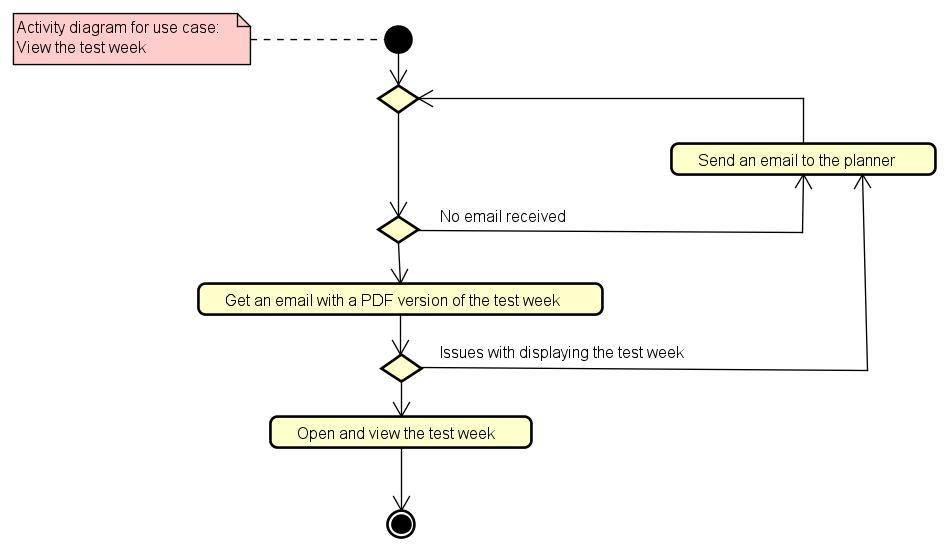 Activity diagram for use case:
View the test week
Send an email to the planner
No email received
Get an email with a PDF version of the test week
Issues with displaying the test week
Open and view the test week